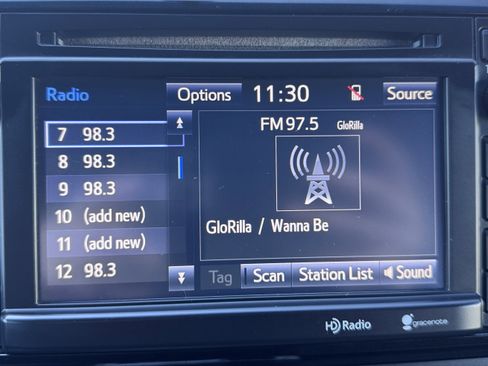 Radio Options 11:30 Source
FM 97.5 GloRilla
7 98.3
8 98.3
9 98.3
10 (add new)
11 (add new)
12 98.3
GloRilla / Wanna Be
Tag Scan Station List Sound
HD Radio gracenote